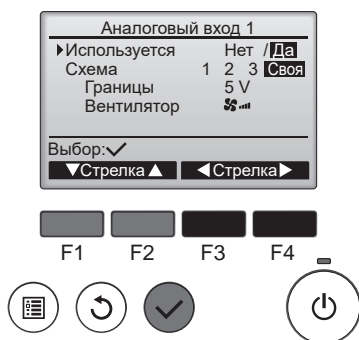 Аналоговый вход 1
Используется Нет / Да
Схема 1 2 3 Своя
Границы 5 V
Вентилятор
Выбор:✓
▼Стрелка▲ ◀Стрелка▶
F1 F2 F3 F4